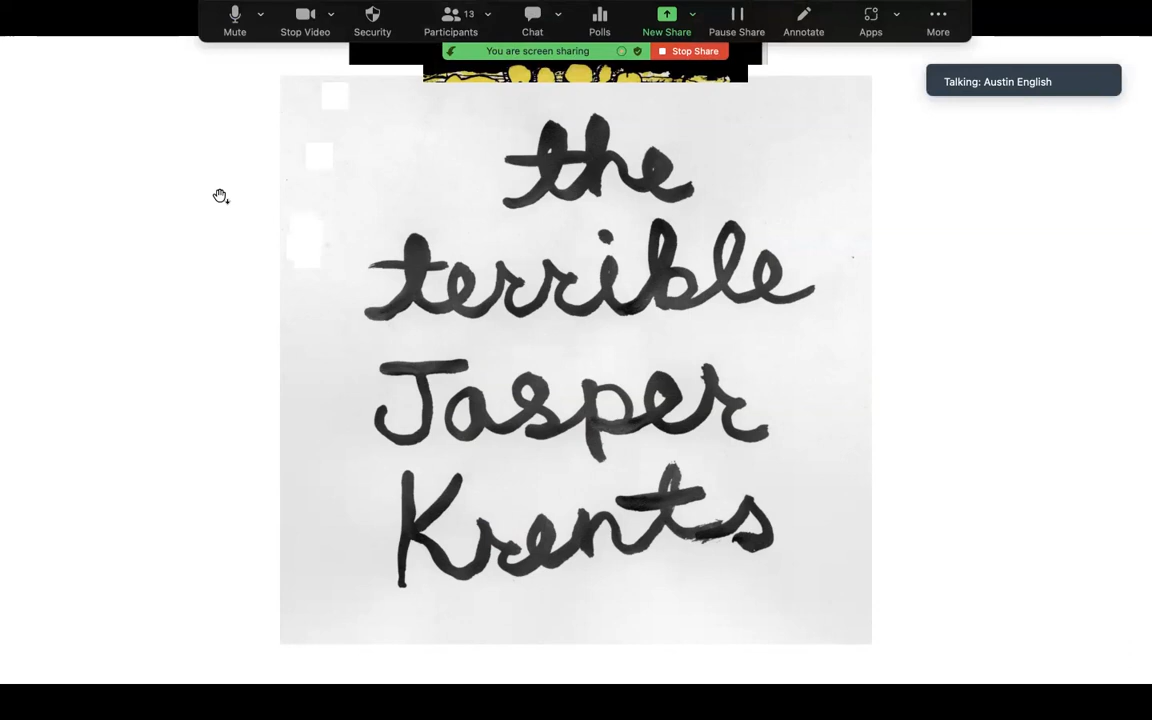 Mute
Stop Video
Security
Participants 13
Chat
Polls
New Share
Pause Share
Annotate
Apps
More
You are screen sharing
Stop Share
Talking: Austin English
the
terrible
Jasper
Krents